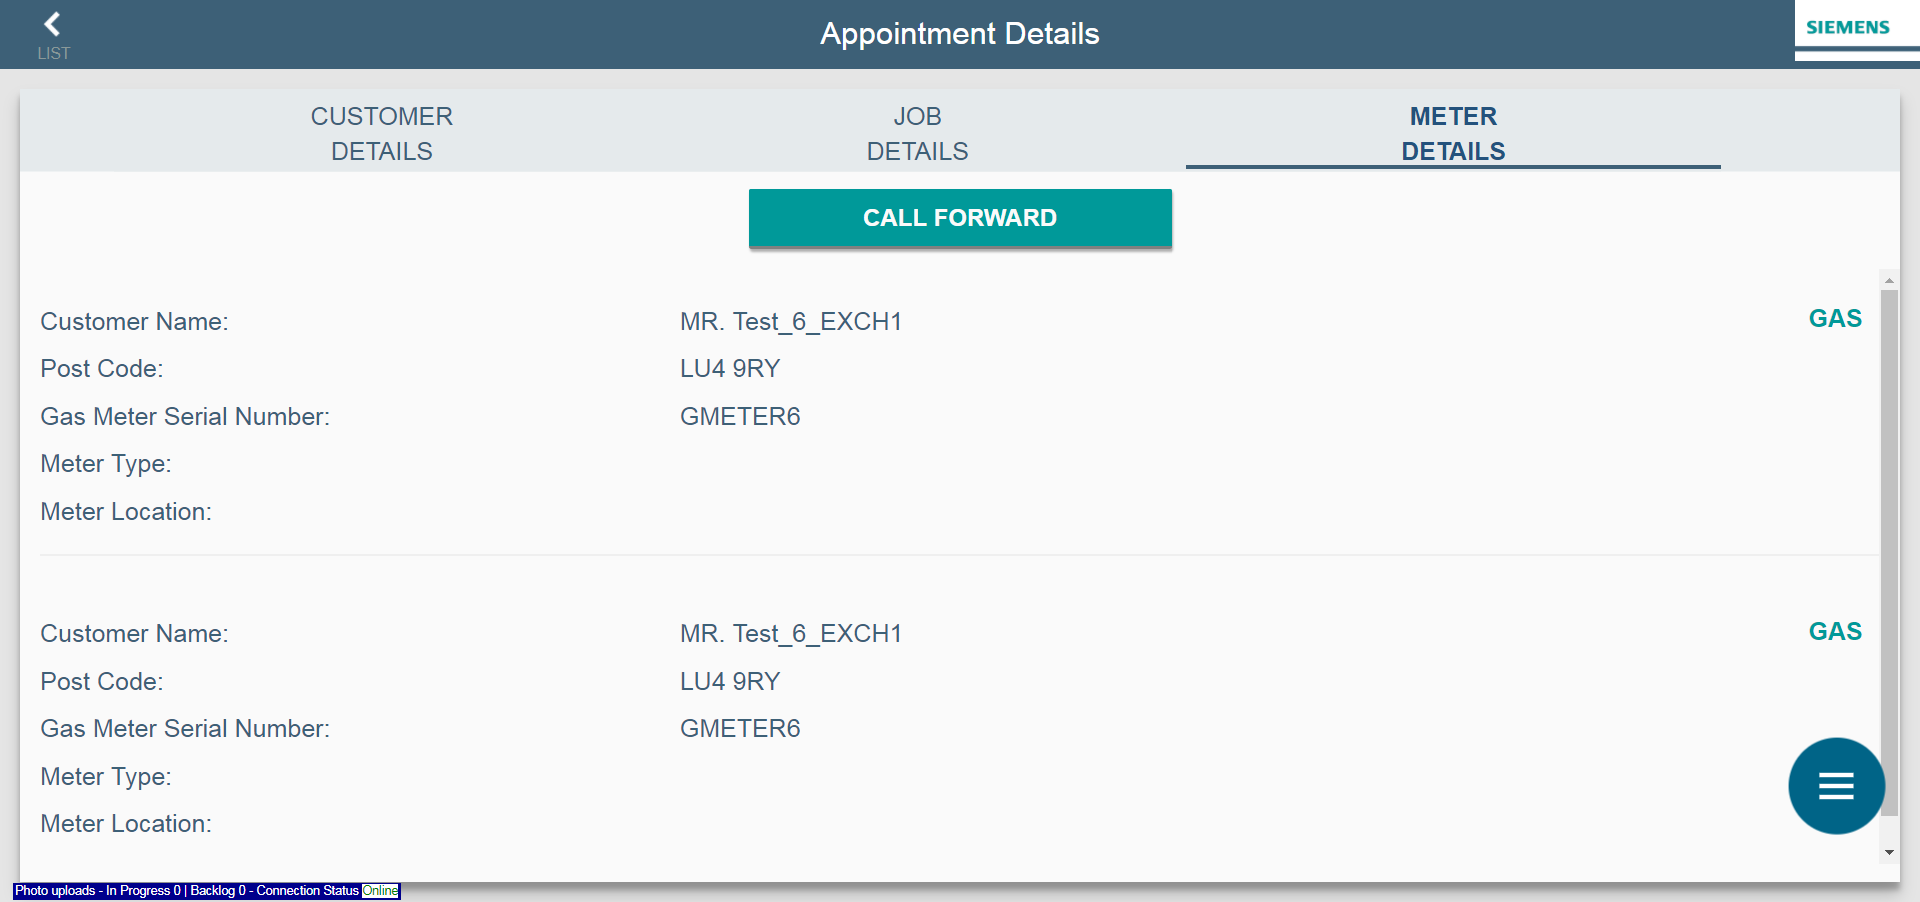 LIST
Appointment Details
SIEMENS
CUSTOMER
DETAILS
JOB
DETAILS
METER
DETAILS
CALL FORWARD
Customer Name: MR. Test_6_EXCH1 GAS
Post Code: LU4 9RY
Gas Meter Serial Number: GMETER6
Meter Type:
Meter Location:
Customer Name: MR. Test_6_EXCH1 GAS
Post Code: LU4 9RY
Gas Meter Serial Number: GMETER6
Meter Type:
Meter Location:
Photo uploads - In Progress 0 | Backlog 0 - Connection Status Online